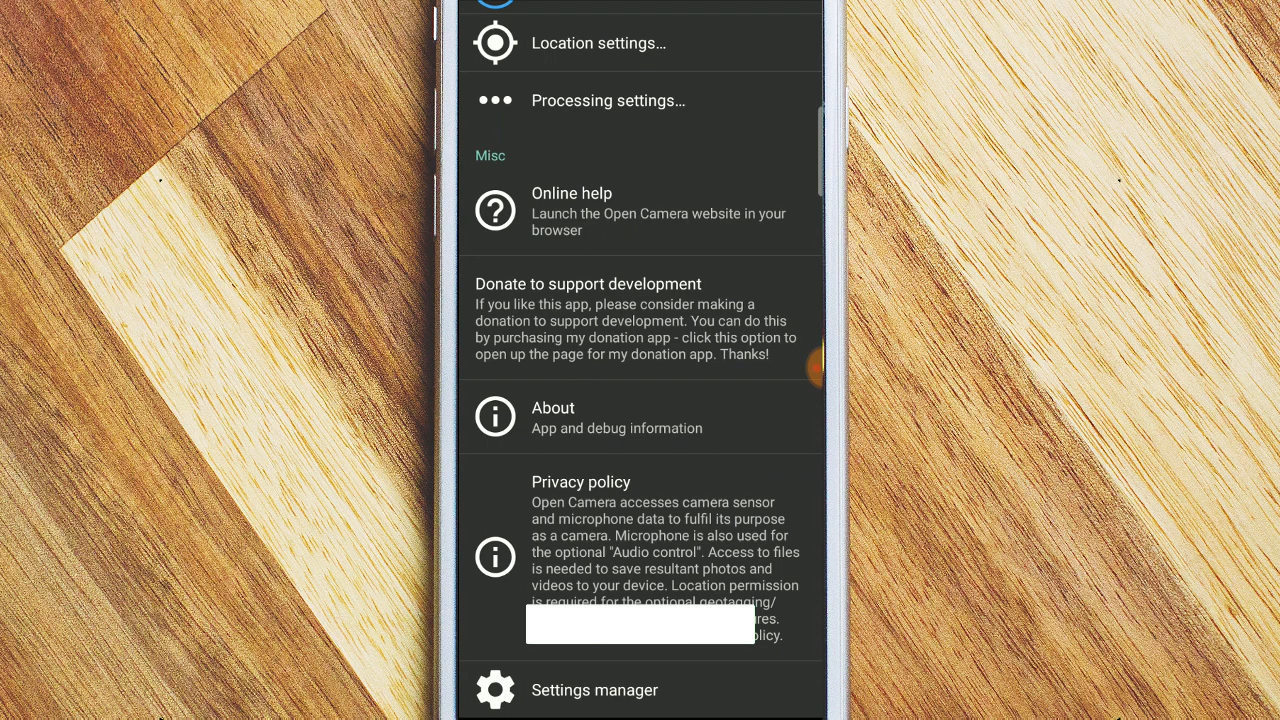 Location settings...
Processing settings...
Misc
Online help
Launch the Open Camera website in your
browser
Donate to support development
If you like this app, please consider making a
donation to support development. You can do this
by purchasing my donation app - click this option to
open up the page for my donation app. Thanks!
About
App and debug information
Privacy policy
Open Camera accesses camera sensor
and microphone data to fulfil its purpose
as a camera. Microphone is also used for
the optional "Audio control". Access to files
is needed to save resultant photos and
videos to your device. Location permission
is required for the optional geotagging/
Settings manager